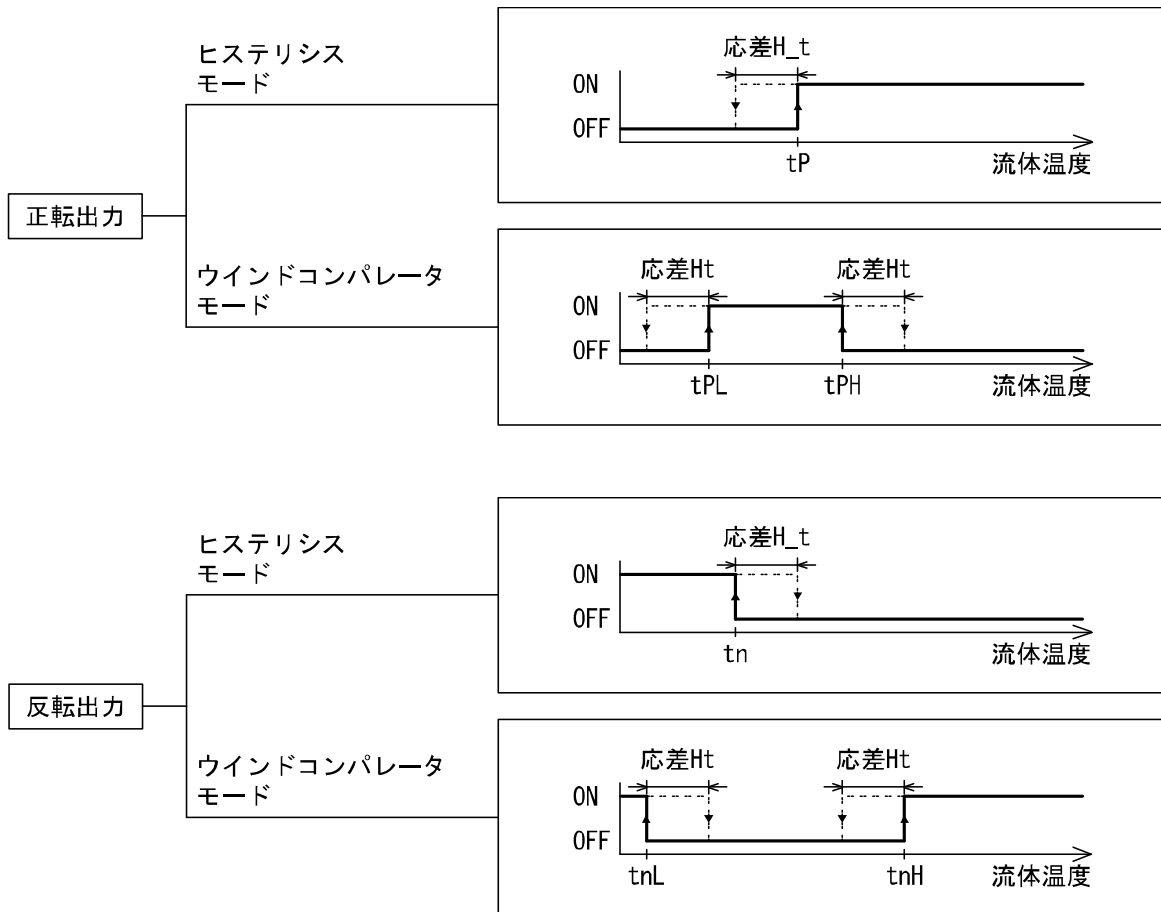 正転出力
ヒステリシス
モード
応差H_t
ON
OFF
tP
流体温度
ウインドコンパレータ
モード
応差Ht
応差Ht
ON
OFF
tPL
tPH
流体温度
反転出力
ヒステリシス
モード
応差H_t
ON
OFF
tn
流体温度
ウインドコンパレータ
モード
応差Ht
応差Ht
ON
OFF
tnL
tnH
流体温度